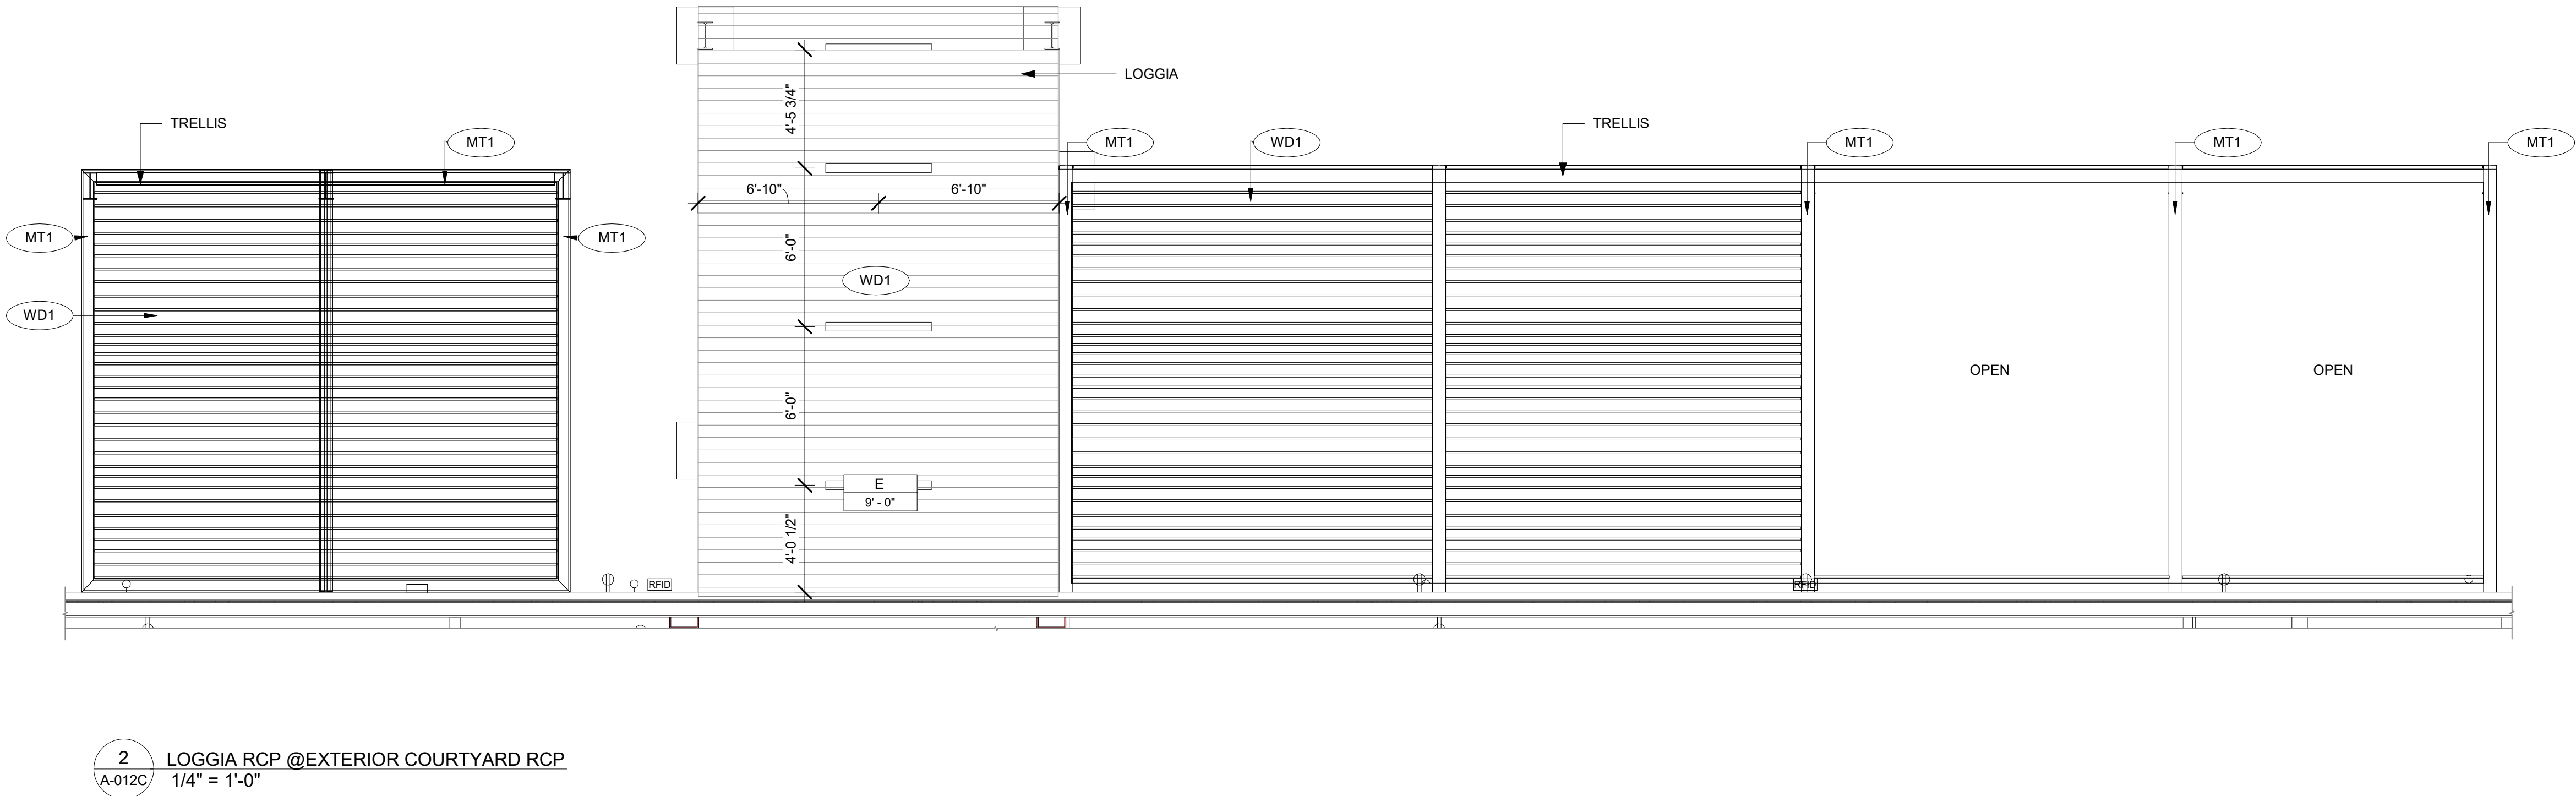 LOGGIA
4'-5 3/4"
TRELLIS
TRELLIS
MT1
MT1
WD1
MT1
MT1
MT1
6'-10"
6'-10"
MT1
MT1
6'-0"
WD1
WD1
OPEN
OPEN
6'-0"
E
9' - 0"
4'-0 1/2"
RFID
RFID
2
A-012C
LOGGIA RCP @EXTERIOR COURTYARD RCP
1/4" = 1'-0"